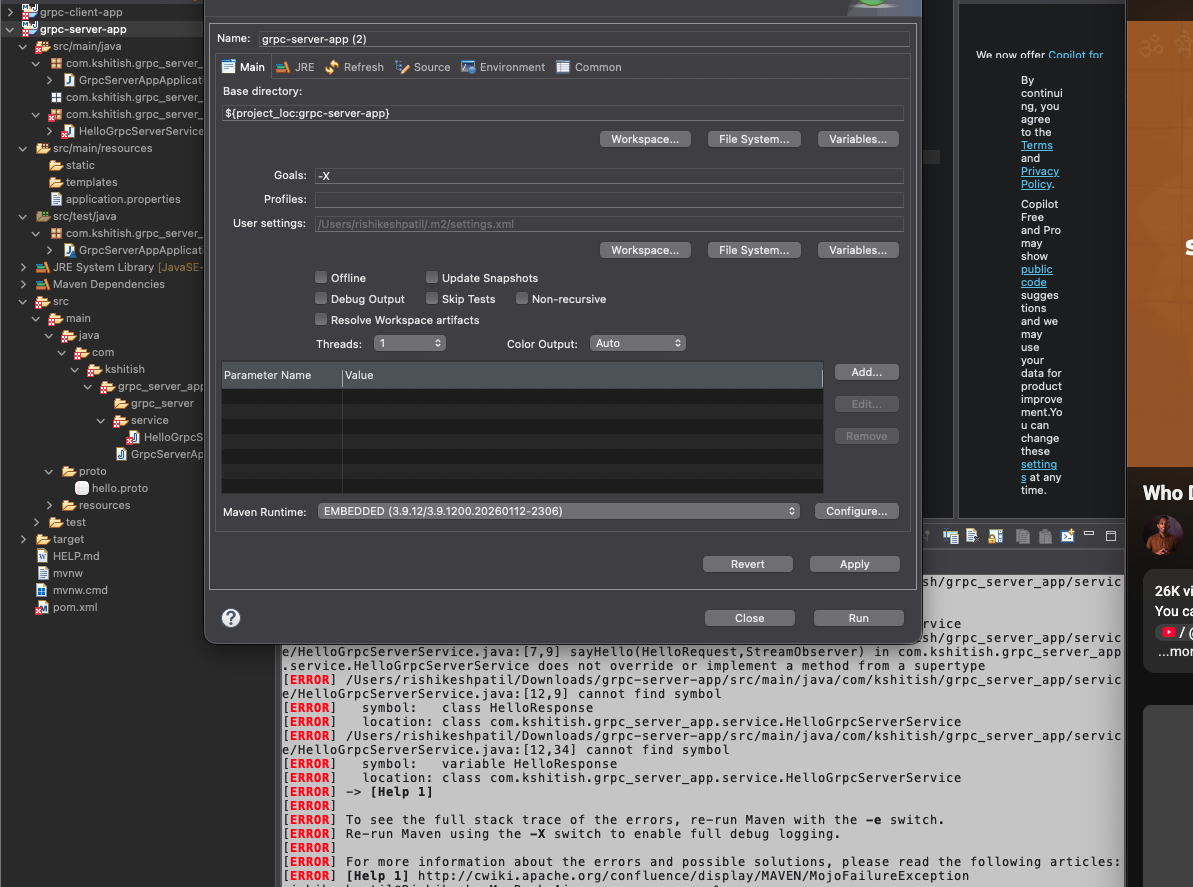 grpc-client-app
grpc-server-app
src/main/java
com.kshitish.grpc_server_
GrpcServerAppApplicat
com.kshitish.grpc_server_
com.kshitish.grpc_server_
HelloGrpcServerService
src/main/resources
static
templates
application.properties
src/test/java
com.kshitish.grpc_server_
GrpcServerAppApplicat
JRE System Library [JavaSE-
Maven Dependencies
src
main
java
com
kshitish
grpc_server_app
grpc_server
service
HelloGrpcS
GrpcServerAp
proto
hello.proto
resources
test
target
HELP.md
mvnw
mvnw.cmd
pom.xml
Name: grpc-server-app (2)
Main JRE Refresh Source Environment Common
Base directory:
${project_loc:grpc-server-app}
Workspace... File System... Variables...
Goals: -X
Profiles:
User settings: /Users/rishikeshpatil/.m2/settings.xml
Workspace... File System... Variables...
Offline Update Snapshots
Debug Output Skip Tests Non-recursive
Resolve Workspace artifacts
Threads: 1 Color Output: Auto
Parameter Name Value
Add...
Edit...
Remove
Maven Runtime: EMBEDDED (3.9.12/3.9.1200.20260112-2306) Configure...
Revert Apply
? Close Run
We now offer Copilot for
By
continui
ng, you
agree
to the
Terms
and
Privacy
Policy.
Copilot
Free
and Pro
may
show
public
code
sugges
tions
and we
may
use
your
data for
product
improve
ment.Yo
u can
change
these
setting
s at any
time.
sh/grpc_server_app/servic
rvice
sh/grpc_server_app/servic
e/HelloGrpcServerService.java:[7,9] sayHello(HelloRequest,StreamObserver) in com.kshitish.grpc_server_app
.service.HelloGrpcServerService does not override or implement a method from a supertype
[ERROR] /Users/rishikeshpatil/Downloads/grpc-server-app/src/main/java/com/kshitish/grpc_server_app/servic
e/HelloGrpcServerService.java:[12,9] cannot find symbol
[ERROR]   symbol:   class HelloResponse
[ERROR]   location: class com.kshitish.grpc_server_app.service.HelloGrpcServerService
[ERROR] /Users/rishikeshpatil/Downloads/grpc-server-app/src/main/java/com/kshitish/grpc_server_app/servic
e/HelloGrpcServerService.java:[12,34] cannot find symbol
[ERROR]   symbol:   variable HelloResponse
[ERROR]   location: class com.kshitish.grpc_server_app.service.HelloGrpcServerService
[ERROR] -> [Help 1]
[ERROR]
[ERROR] To see the full stack trace of the errors, re-run Maven with the -e switch.
[ERROR] Re-run Maven using the -X switch to enable full debug logging.
[ERROR]
[ERROR] For more information about the errors and possible solutions, please read the following articles:
[ERROR] [Help 1] http://cwiki.apache.org/confluence/display/MAVEN/MojoFailureException
Who D
26K vi
You ca
/ @
...mor